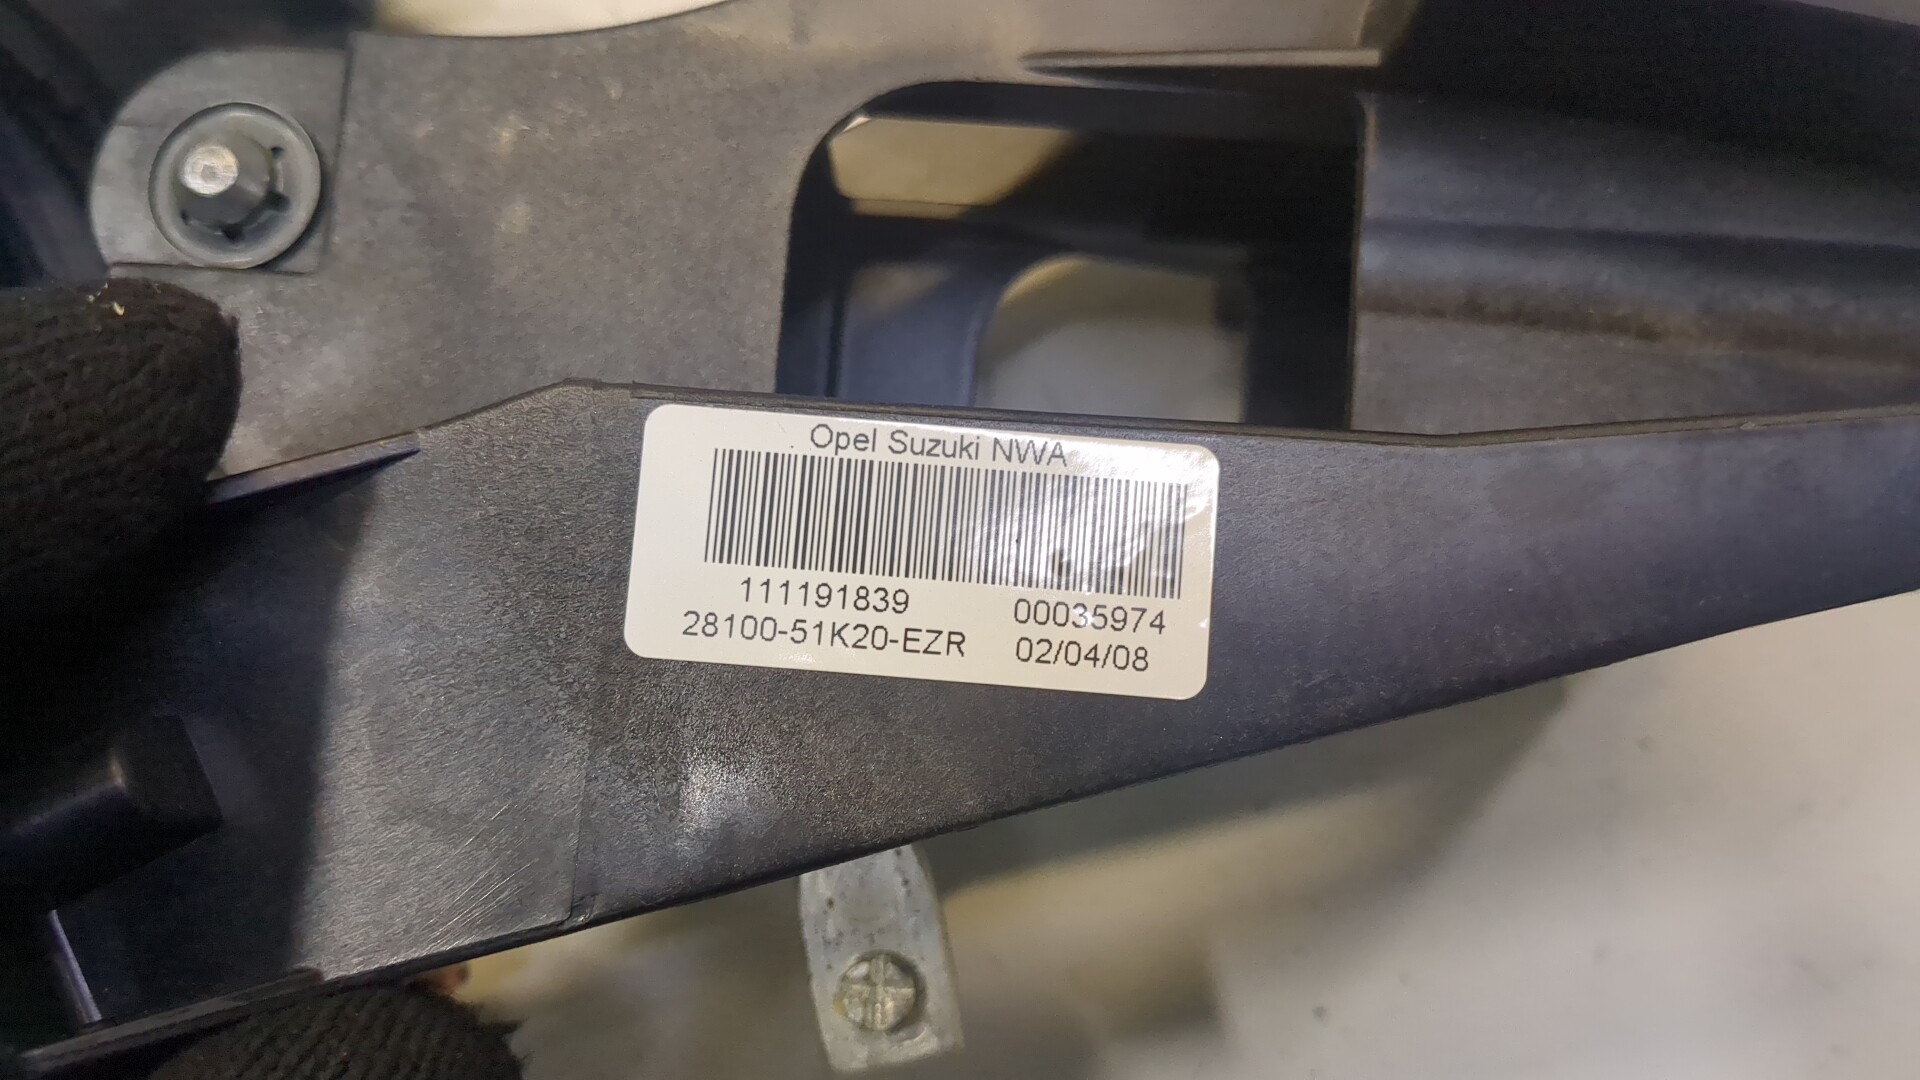 Opel Suzuki NWA
111191839 00035974
28100-51K20-EZR 02/04/08